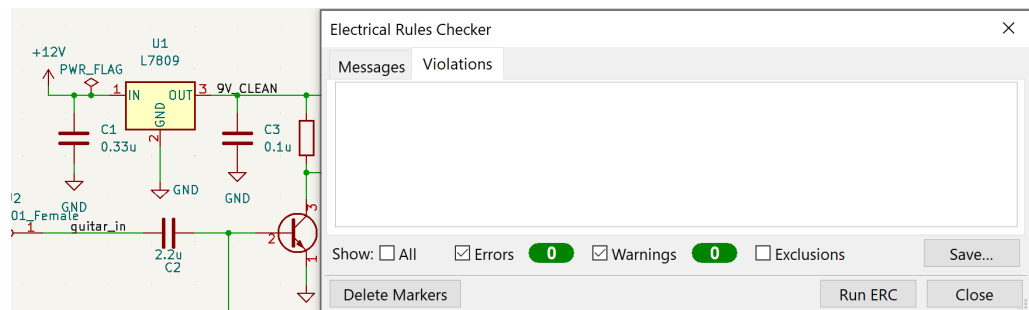 Electrical Rules Checker
Messages
Violations
+12V
PWR_FLAG
U1
L7809
1
IN
OUT
3
9V_CLEAN
GND
2
C1
0.33u
C3
0.1u
GND
GND
GND
01_Female
1
guitar_in
2.2u
C2
2
3
1
Show:
All
Errors
0
Warnings
0
Exclusions
Save...
Delete Markers
Run ERC
Close